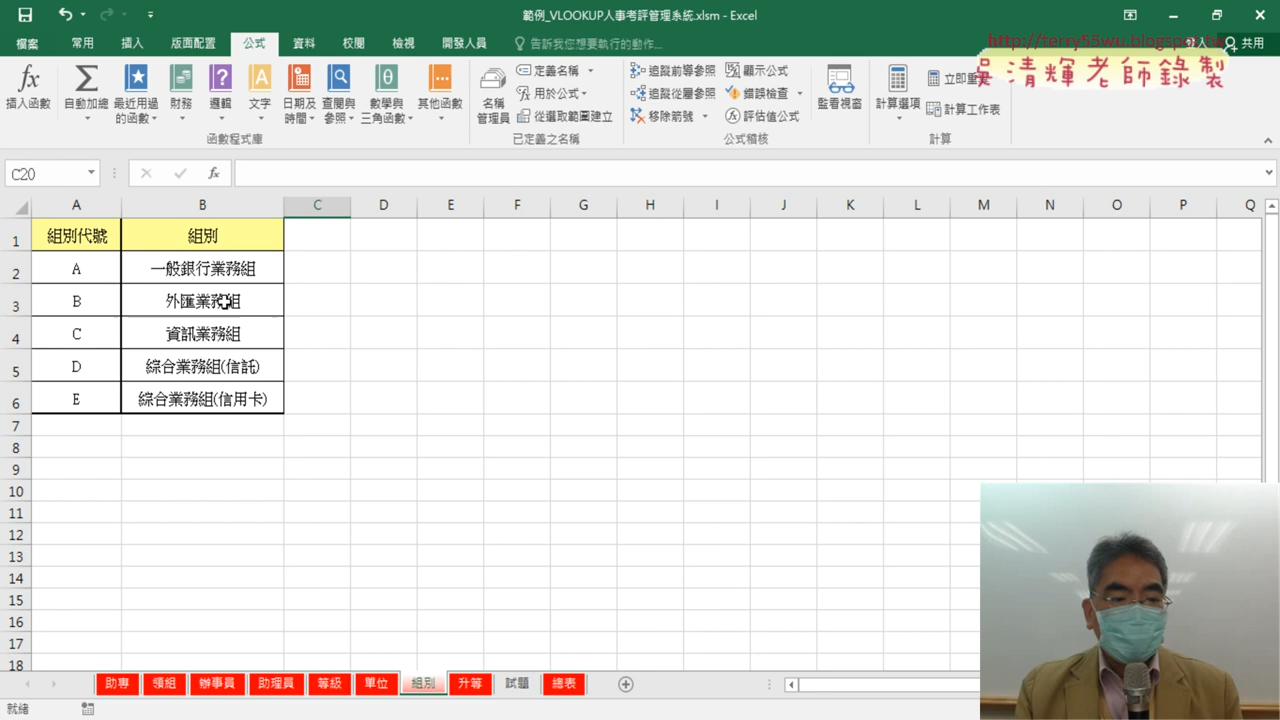 範例_VLOOKUP人事考評管理系統.xlsm - Excel
檔案 常用 插入 版面配置 公式 資料 校閱 檢視 開發人員 告訴我您想要執行的動作... 共用
http://terry55wu.blogspot.tw
吳清輝老師錄製
插入函數 自動加總 最近用過的函數 財務 邏輯 文字 日期及時間 查閱與參照 數學與三角函數 其他函數
函數程式庫
名稱管理員 定義名稱 用於公式 從選取範圍建立
已定義之名稱
追蹤前導參照 顯示公式
追蹤從屬參照 錯誤檢查
移除箭號 評估值公式
公式稽核
監看視窗
計算選項 立即重 計算工作表
計算
C20 fx
A B C D E F G H I J K L M N O P Q
1 組別代號 組別
2 A 一般銀行業務組
3 B 外匯業務組
4 C 資訊業務組
5 D 綜合業務組(信託)
6 E 綜合業務組(信用卡)
7
8
9
10
11
12
13
14
15
16
17
18
助專 領組 辦事員 助理員 等級 單位 組別 升等 試題 總表
就緒